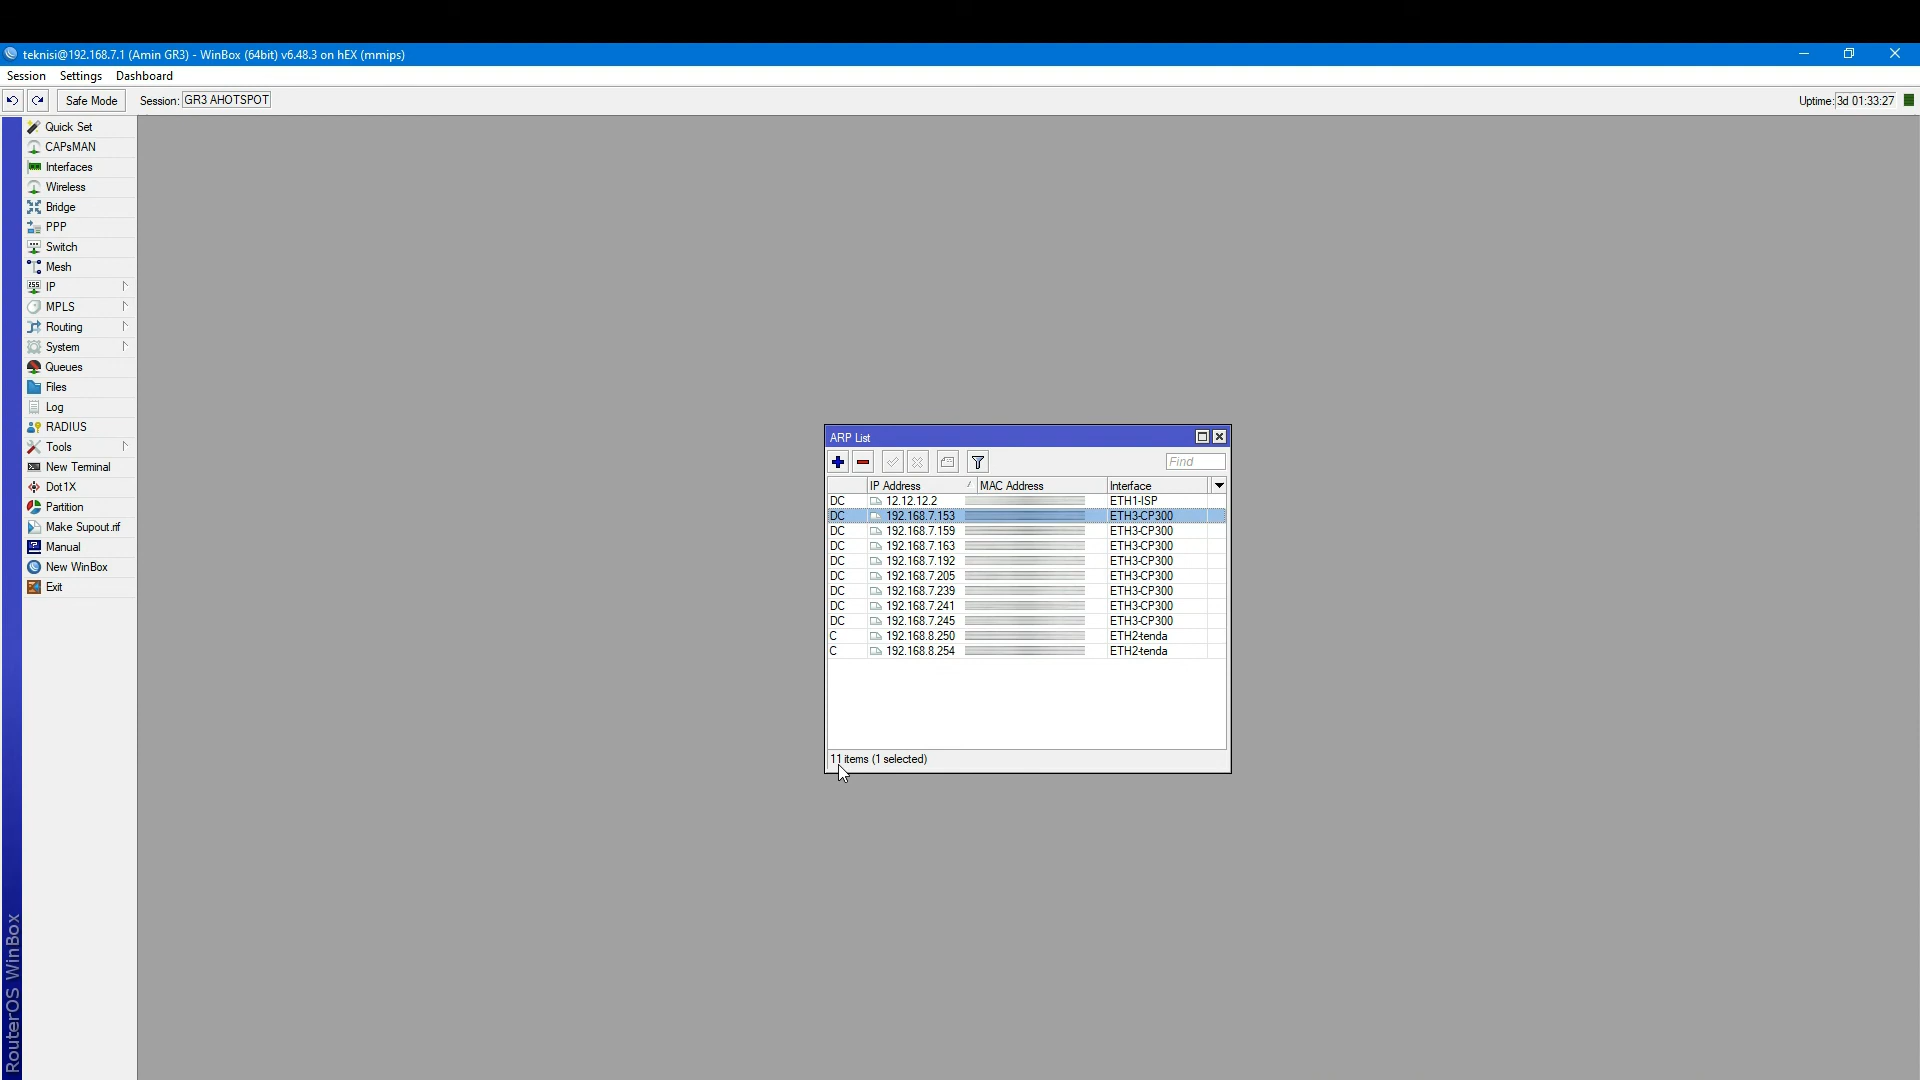 teknisi@192.168.7.1 (Amin GR3) - WinBox (64bit) v6.48.3 on hEX (mmips)
Session Settings Dashboard
Safe Mode Session: GR3 AHOTSPOT Uptime: 3d 01:33:27
Quick Set
CAPsMAN
Interfaces
Wireless
Bridge
PPP
Switch
Mesh
IP
MPLS
Routing
System
Queues
Files
Log
RADIUS
Tools
New Terminal
Dot1X
Partition
Make Supout.rif
Manual
New WinBox
Exit
RouterOS WinBox
ARP List
Find
IP Address MAC Address Interface
DC 12.12.12.2 ETH1-ISP
DC 192.168.7.153 ETH3-CP300
DC 192.168.7.159 ETH3-CP300
DC 192.168.7.163 ETH3-CP300
DC 192.168.7.192 ETH3-CP300
DC 192.168.7.205 ETH3-CP300
DC 192.168.7.239 ETH3-CP300
DC 192.168.7.241 ETH3-CP300
DC 192.168.7.245 ETH3-CP300
C 192.168.8.250 ETH2-tenda
C 192.168.8.254 ETH2-tenda
11 items (1 selected)